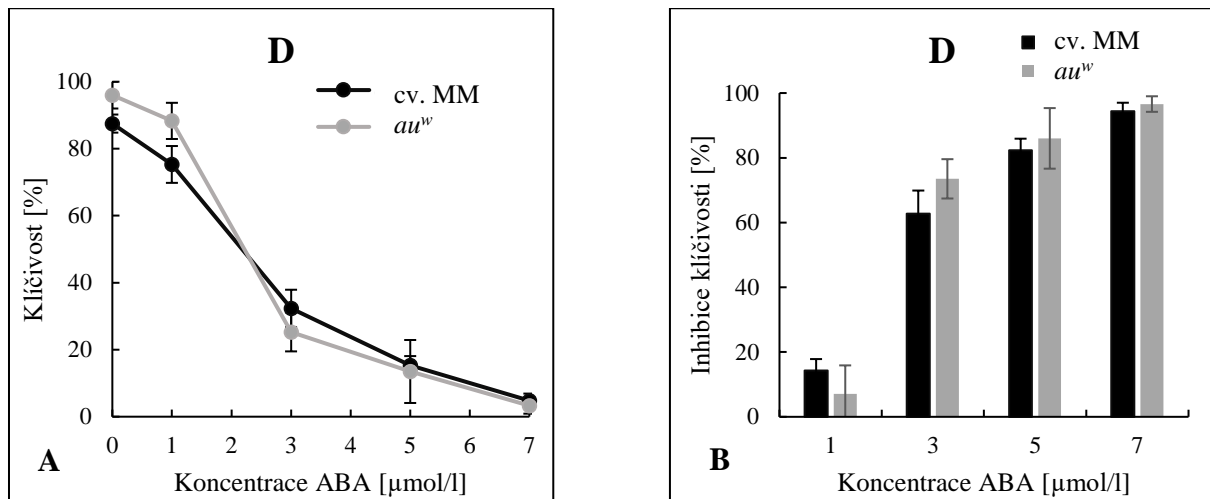 D
cv. MM
au^w
Klíčivost [%]
100
80
60
40
20
0
0 1 2 3 4 5 6 7
Koncentrace ABA [µmol/l]
A
D
cv. MM
au^w
Inhibice klíčivosti [%]
100
80
60
40
20
0
1 3 5 7
Koncentrace ABA [µmol/l]
B